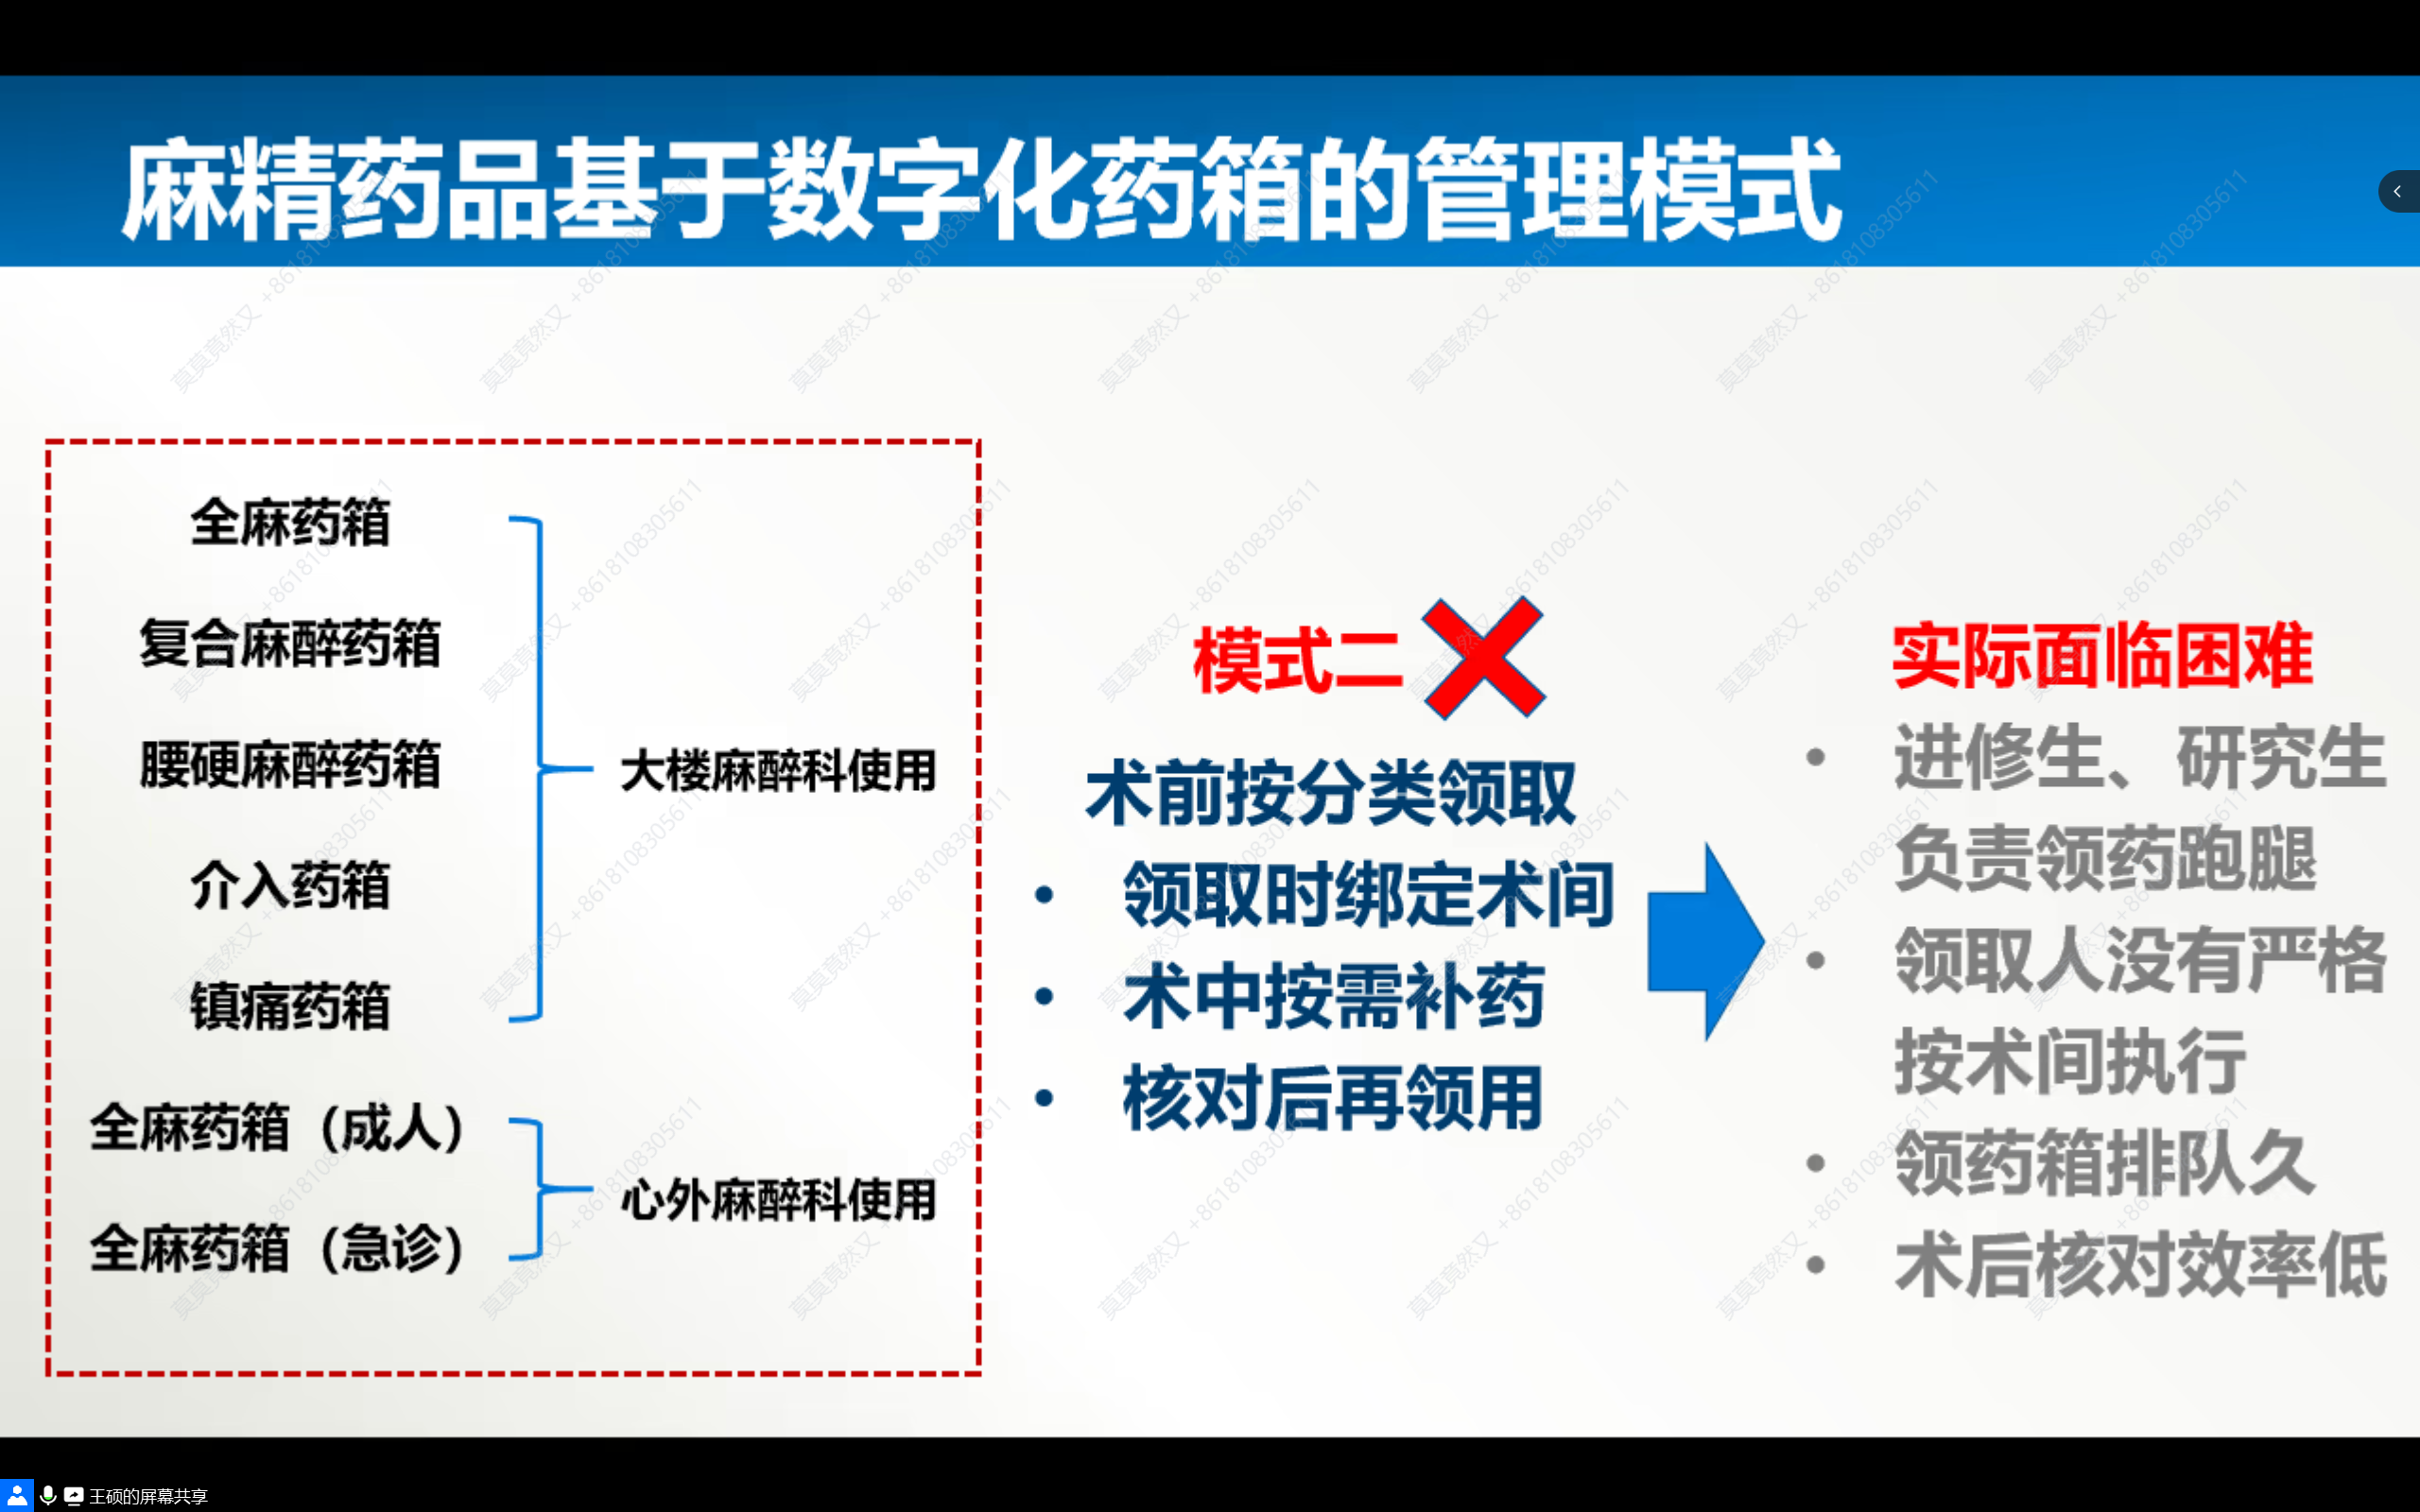 麻精药品基于数字化药箱的管理模式
全麻药箱
复合麻醉药箱
腰硬麻醉药箱
介入药箱
镇痛药箱
大楼麻醉科使用
全麻药箱（成人）
全麻药箱（急诊）
心外麻醉科使用
模式二
术前按分类领取
• 领取时绑定术间
• 术中按需补药
• 核对后再领用
实际面临困难
• 进修生、研究生
负责领药跑腿
• 领取人没有严格
按术间执行
• 领药箱排队久
• 术后核对效率低
莫莫竟然又 +8618108305611
王硕的屏幕共享